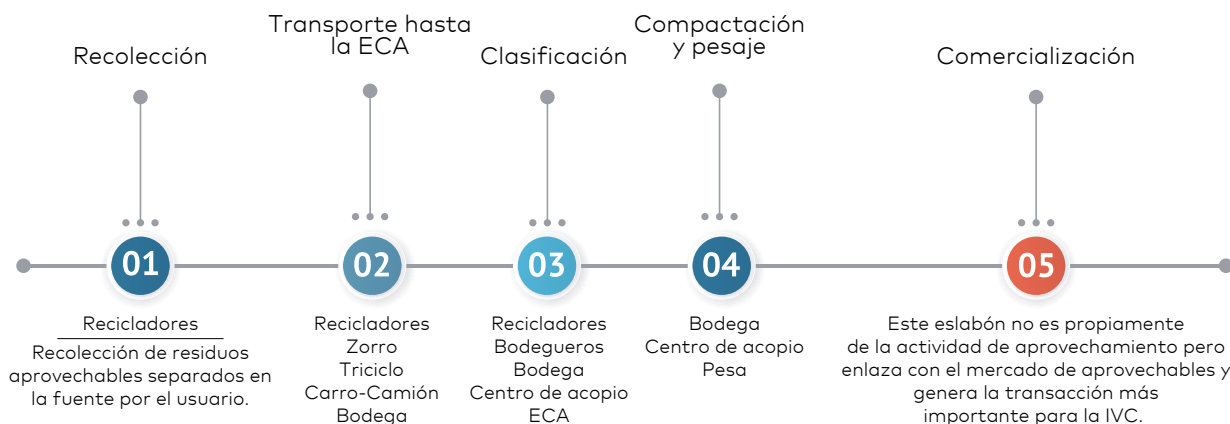 Recolección
Transporte hasta
la ECA
Clasificación
Compactación
y pesaje
Comercialización
01
02
03
04
05
Recicladores
Recolección de residuos
aprovechables separados en
la fuente por el usuario.
Recicladores
Zorro
Triciclo
Carro-Camión
Bodega
Recicladores
Bodegueros
Bodega
Centro de acopio
ECA
Bodega
Centro de acopio
Pesa
Este eslabón no es propiamente
de la actividad de aprovechamiento pero
enlaza con el mercado de aprovechables y
genera la transacción más
importante para la IVC.